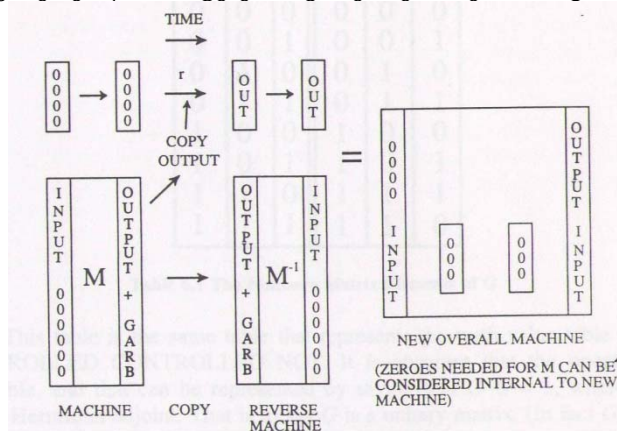 TIME
0000
0000
r
OUT
OUT
COPY
OUTPUT
=
INPUT 000000
M
OUTPUT + GARB
OUTPUT + GARB
M-1
INPUT 000000
0000 INPUT
000
000
OUTPUT INPUT
NEW OVERALL MACHINE
(ZEROES NEEDED FOR M CAN BE
CONSIDERED INTERNAL TO NEW
MACHINE)
MACHINE
COPY
REVERSE
MACHINE